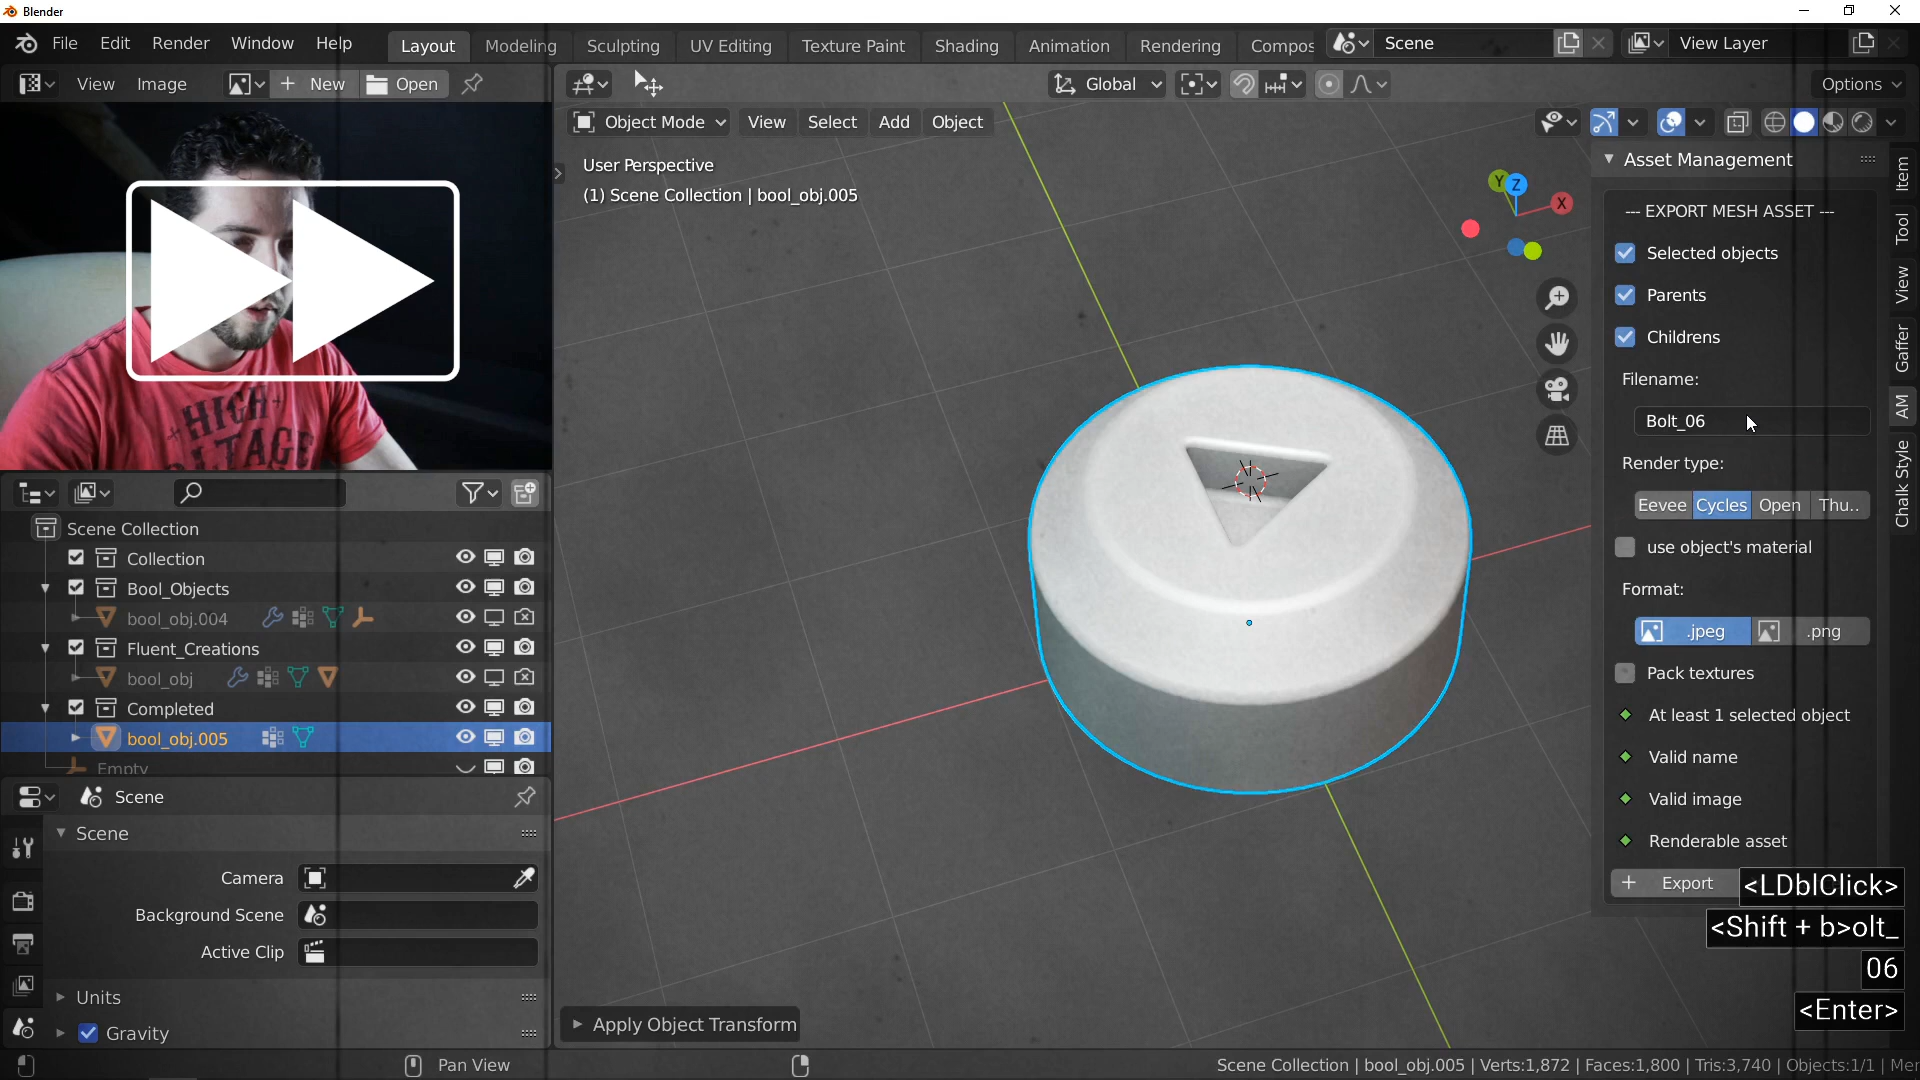 Blender
File Edit Render Window Help
Layout Modeling Sculpting UV Editing Texture Paint Shading Animation Rendering Compos
Scene
View Layer
View Image
New
Open
Global
Options
Object Mode View Select Add Object
User Perspective
(1) Scene Collection | bool_obj.005
Y Z X
Asset Management
--- EXPORT MESH ASSET ---
Selected objects
Parents
Childrens
Filename:
Bolt_06
Render type:
Eevee Cycles Open Thu..
use object's material
Format:
.jpeg .png
Pack textures
At least 1 selected object
Valid name
Valid image
Renderable asset
+ Export
Item
Tool
View
Gaffer
AM
Chalk Style
<LDblClick>
<Shift + b>olt_
06
<Enter>
HIGH
VOLTAGE
Scene Collection
Collection
Bool_Objects
bool_obj.004
Fluent_Creations
bool_obj
Completed
bool_obj.005
Empty
Scene
Scene
Camera
Background Scene
Active Clip
Units
Gravity
Apply Object Transform
Pan View
Scene Collection | bool_obj.005 | Verts:1,872 | Faces:1,800 | Tris:3,740 | Objects:1/1 | Mer